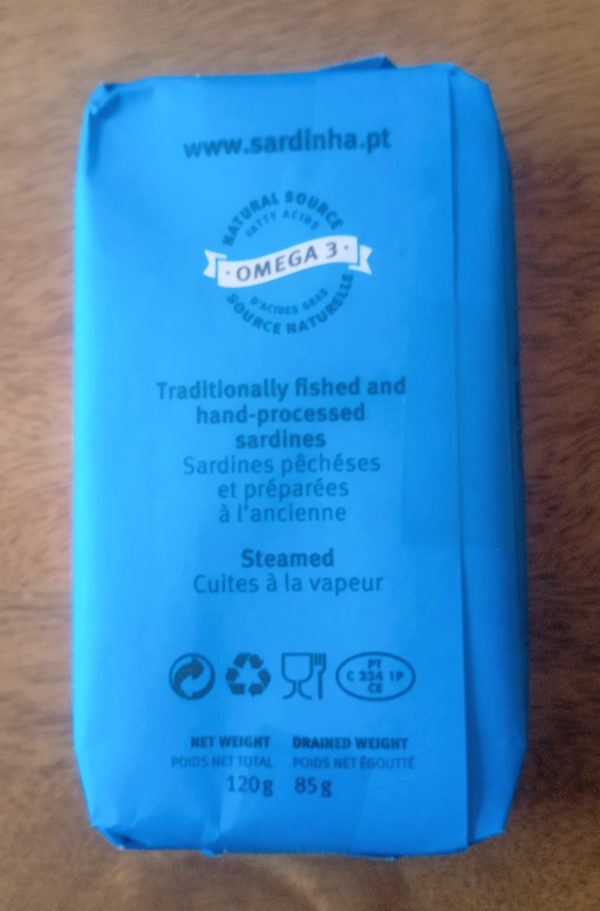 www.sardinha.pt
NATURAL SOURCE
FATTY ACIDS
· OMEGA 3 ·
D'ACIDES GRAS
SOURCE NATURELLE
Traditionally fished and
hand-processed
sardines
Sardines pêchéses
et préparées
à l'ancienne
Steamed
Cuites à la vapeur
PT
C 234 1P
CE
NET WEIGHT DRAINED WEIGHT
POIDS NET TOTAL POIDS NET ÉGOUTTÉ
120g 85g